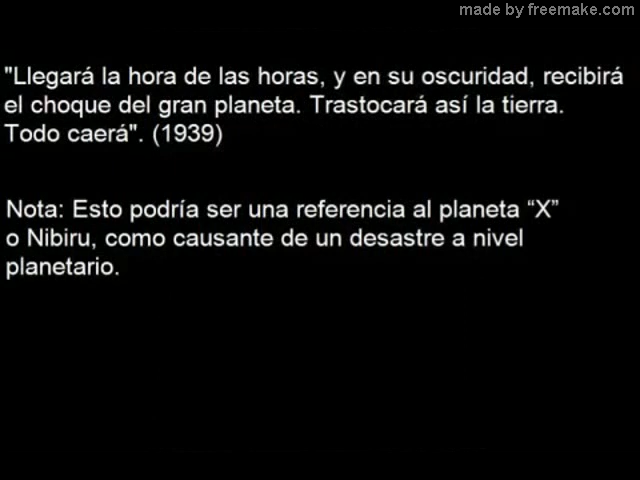 made by freemake.com
"Llegará la hora de las horas, y en su oscuridad, recibirá
el choque del gran planeta. Trastocará así la tierra.
Todo caerá". (1939)
Nota: Esto podría ser una referencia al planeta “X”
o Nibiru, como causante de un desastre a nivel
planetario.